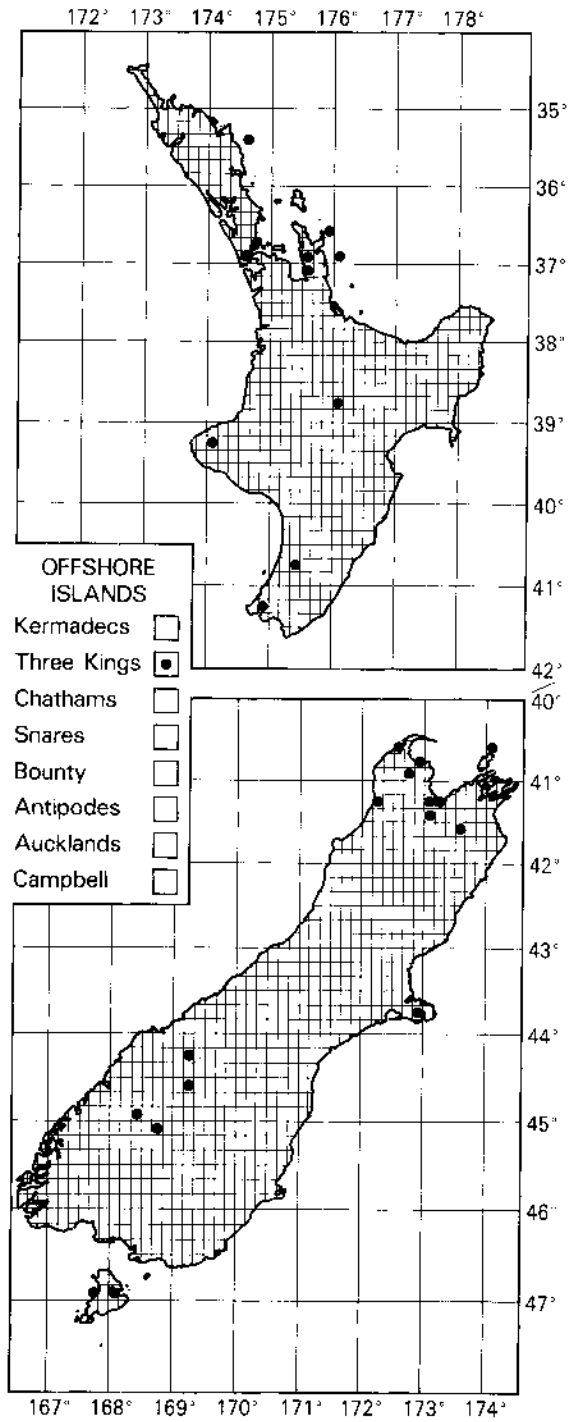 172° 173° 174° 175° 176° 177° 178°
35°
36°
37°
38°
39°
40°
41°
42°
OFFSHORE
ISLANDS
Kermadecs
Three Kings
Chathams
Snares
Bounty
Antipodes
Aucklands
Campbell
40°
41°
42°
43°
44°
45°
46°
47°
167° 168° 169° 170° 171° 172° 173° 174°